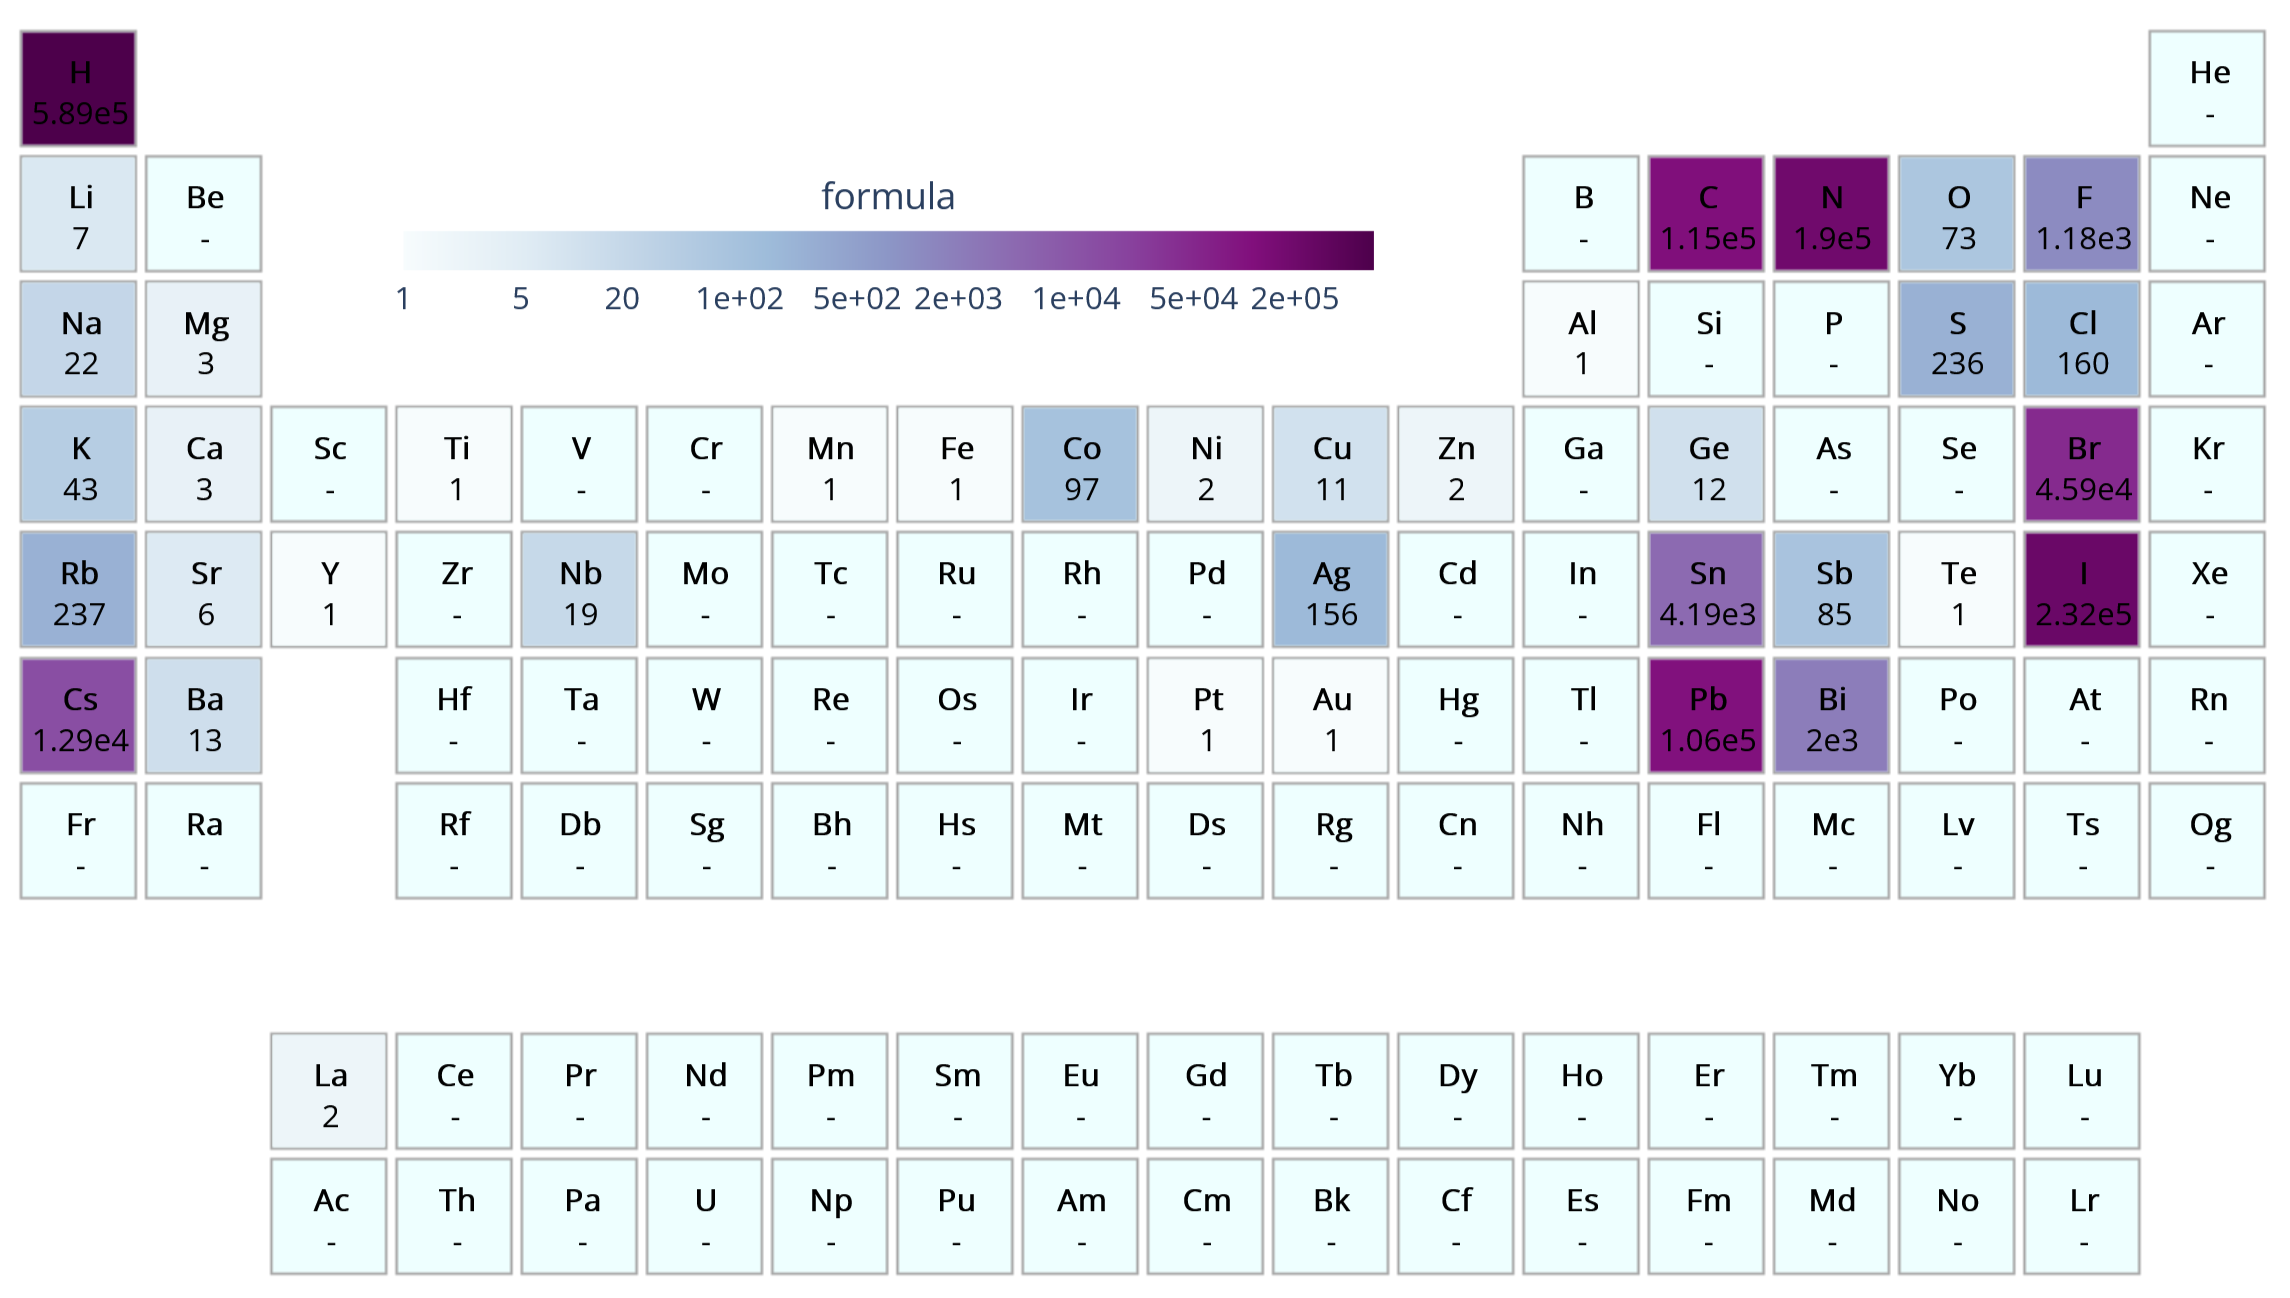 H He
5.89e5 -
Li Be formula B C N O F Ne
7 - - 1.15e5 1.9e5 73 1.18e3 -
1 5 20 1e+02 5e+02 2e+03 1e+04 5e+04 2e+05
Na Mg Al Si P S Cl Ar
22 3 1 - - 236 160 -
K Ca Sc Ti V Cr Mn Fe Co Ni Cu Zn Ga Ge As Se Br Kr
43 3 - 1 - - 1 1 97 2 11 2 - 12 - - 4.59e4 -
Rb Sr Y Zr Nb Mo Tc Ru Rh Pd Ag Cd In Sn Sb Te I Xe
237 6 1 - 19 - - - - - 156 - - 4.19e3 85 1 2.32e5 -
Cs Ba Hf Ta W Re Os Ir Pt Au Hg Tl Pb Bi Po At Rn
1.29e4 13 - - - - - - 1 1 - - 1.06e5 2e3 - - -
Fr Ra Rf Db Sg Bh Hs Mt Ds Rg Cn Nh Fl Mc Lv Ts Og
- - - - - - - - - - - - - - - - -
La Ce Pr Nd Pm Sm Eu Gd Tb Dy Ho Er Tm Yb Lu
2 - - - - - - - - - - - - - -
Ac Th Pa U Np Pu Am Cm Bk Cf Es Fm Md No Lr
- - - - - - - - - - - - - - -